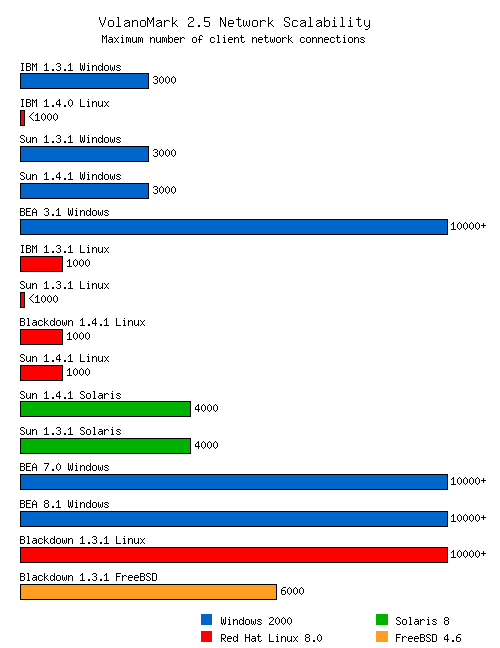 VolanoMark 2.5 Network Scalability
Maximum number of client network connections
IBM 1.3.1 Windows
3000
IBM 1.4.0 Linux
<1000
Sun 1.3.1 Windows
3000
Sun 1.4.1 Windows
3000
BEA 3.1 Windows
10000+
IBM 1.3.1 Linux
1000
Sun 1.3.1 Linux
<1000
Blackdown 1.4.1 Linux
1000
Sun 1.4.1 Linux
1000
Sun 1.4.1 Solaris
4000
Sun 1.3.1 Solaris
4000
BEA 7.0 Windows
10000+
BEA 8.1 Windows
10000+
Blackdown 1.3.1 Linux
10000+
Blackdown 1.3.1 FreeBSD
6000
Windows 2000
Solaris 8
Red Hat Linux 8.0
FreeBSD 4.6